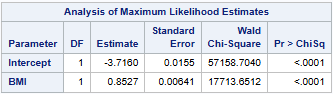 Analysis of Maximum Likelihood Estimates
Parameter DF Estimate Standard Error Wald Chi-Square Pr > ChiSq
Intercept 1 -3.7160 0.0155 57158.7040 <.0001
BMI 1 0.8527 0.00641 17713.6512 <.0001